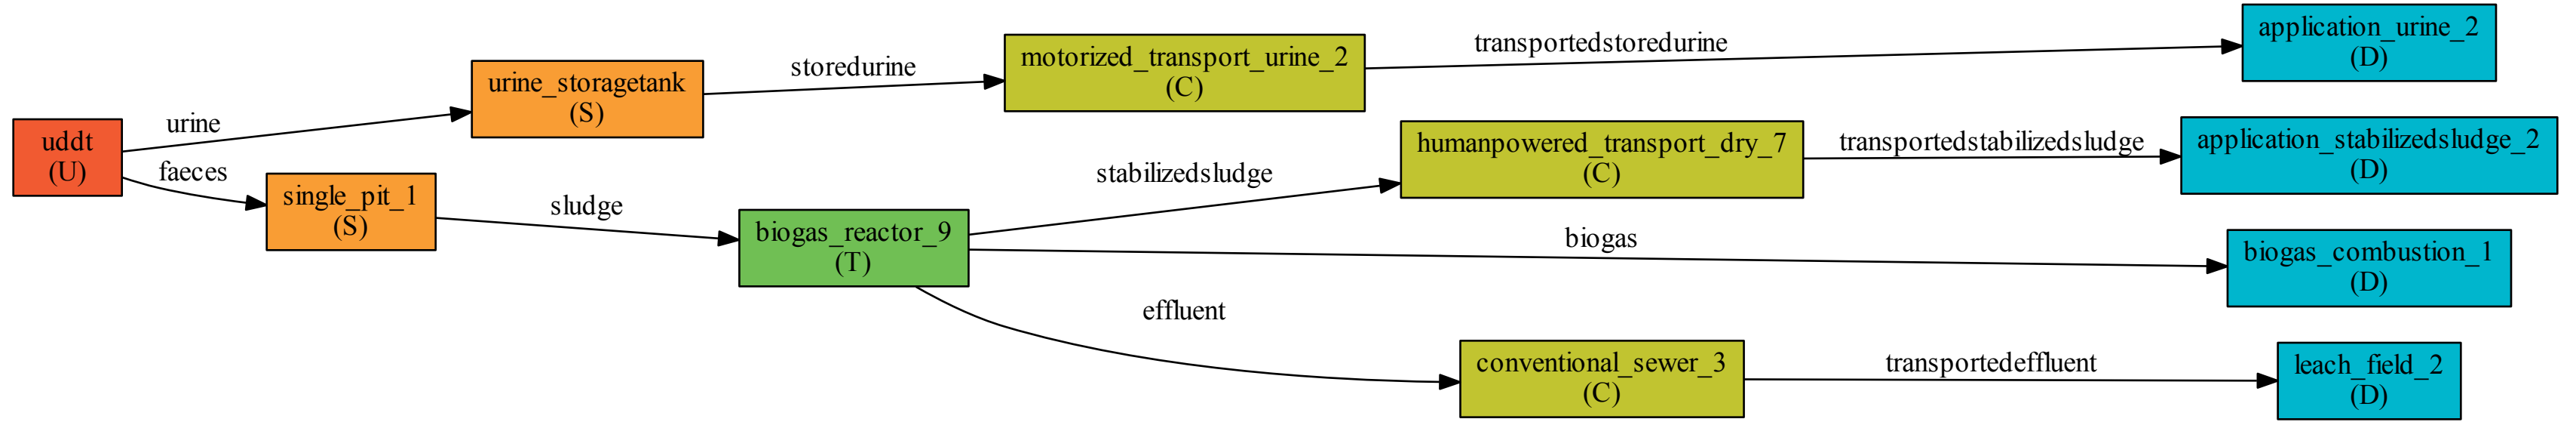 uddt
(U)
urine
faeces
urine_storagetank
(S)
single_pit_1
(S)
storedurine
sludge
motorized_transport_urine_2
(C)
biogas_reactor_9
(T)
transportedstoredurine
stabilizedsludge
biogas
effluent
humanpowered_transport_dry_7
(C)
conventional_sewer_3
(C)
transportedstabilizedsludge
transportedeffluent
application_urine_2
(D)
application_stabilizedsludge_2
(D)
biogas_combustion_1
(D)
leach_field_2
(D)